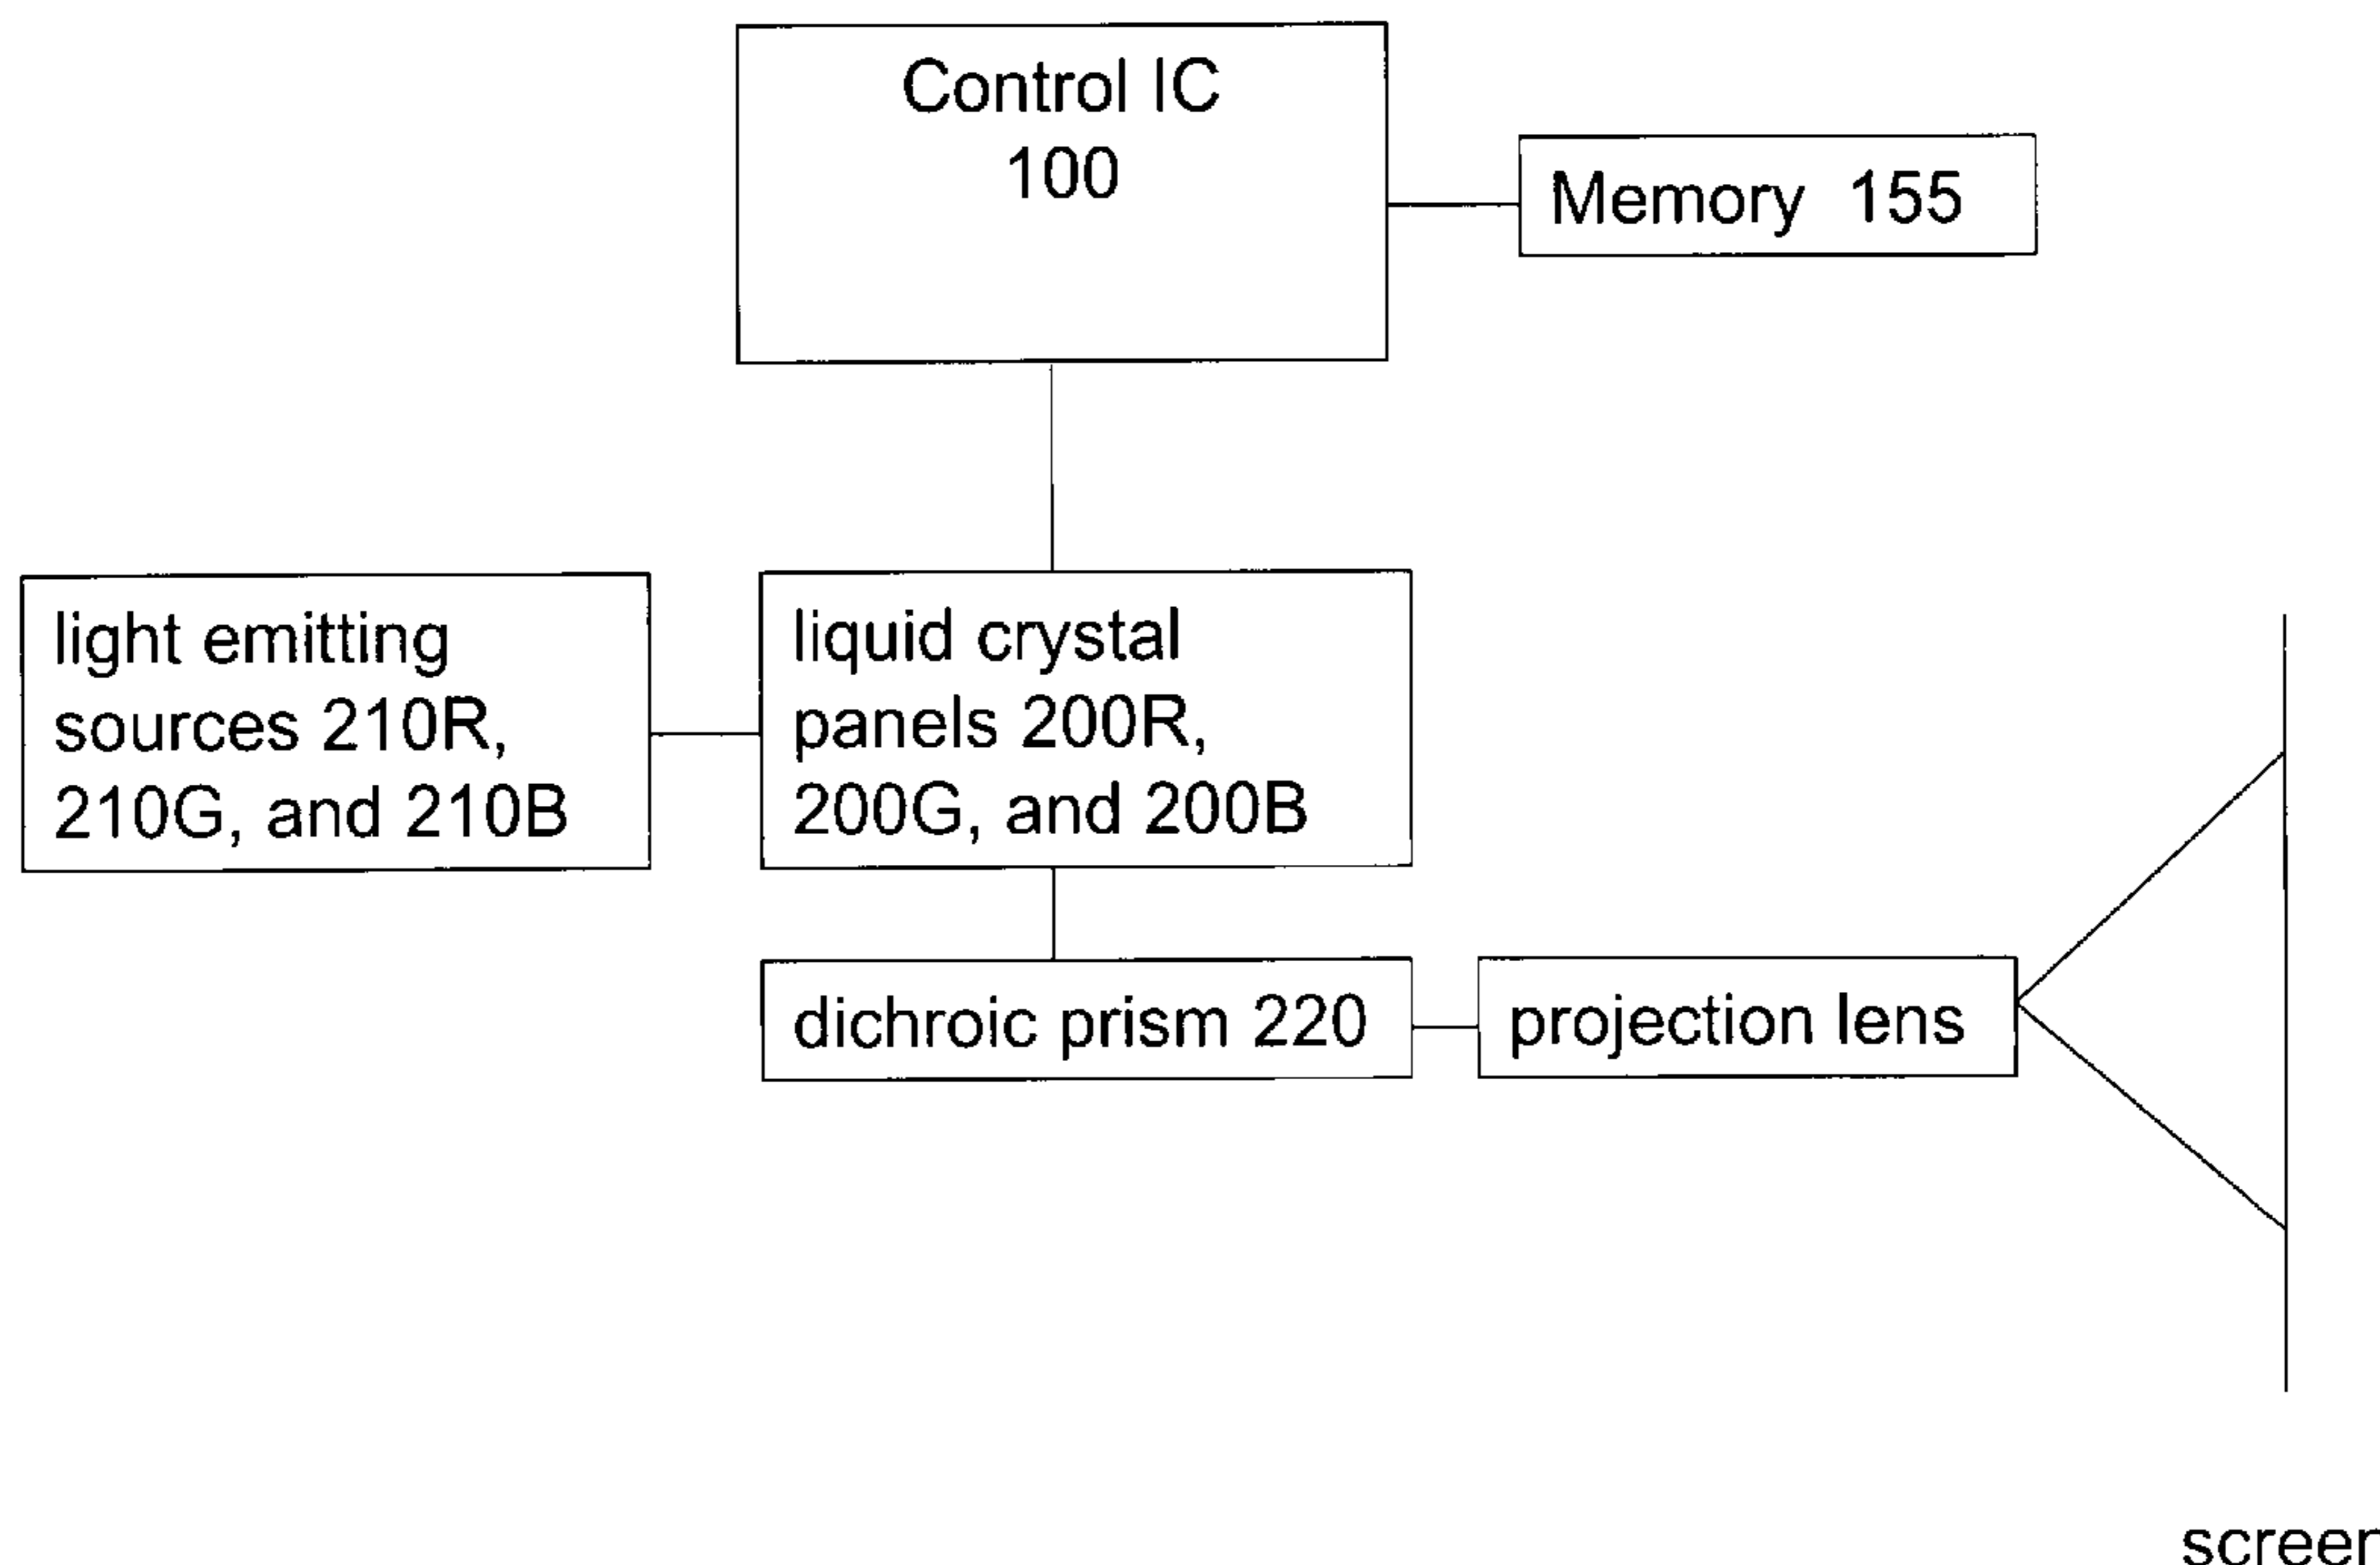 Control IC
100
Memory 155
light emitting
sources 210R,
210G, and 210B
liquid crystal
panels 200R,
200G, and 200B
dichroic prism 220
projection lens
screen